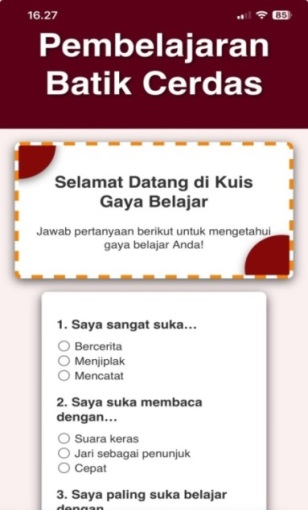 16.27
85
Pembelajaran
Batik Cerdas
Selamat Datang di Kuis
Gaya Belajar
Jawab pertanyaan berikut untuk mengetahui
gaya belajar Anda!
1. Saya sangat suka...
Bercerita
Menjiplak
Mencatat
2. Saya suka membaca
dengan...
Suara keras
Jari sebagai penunjuk
Cepat
3. Saya paling suka belajar
dengan